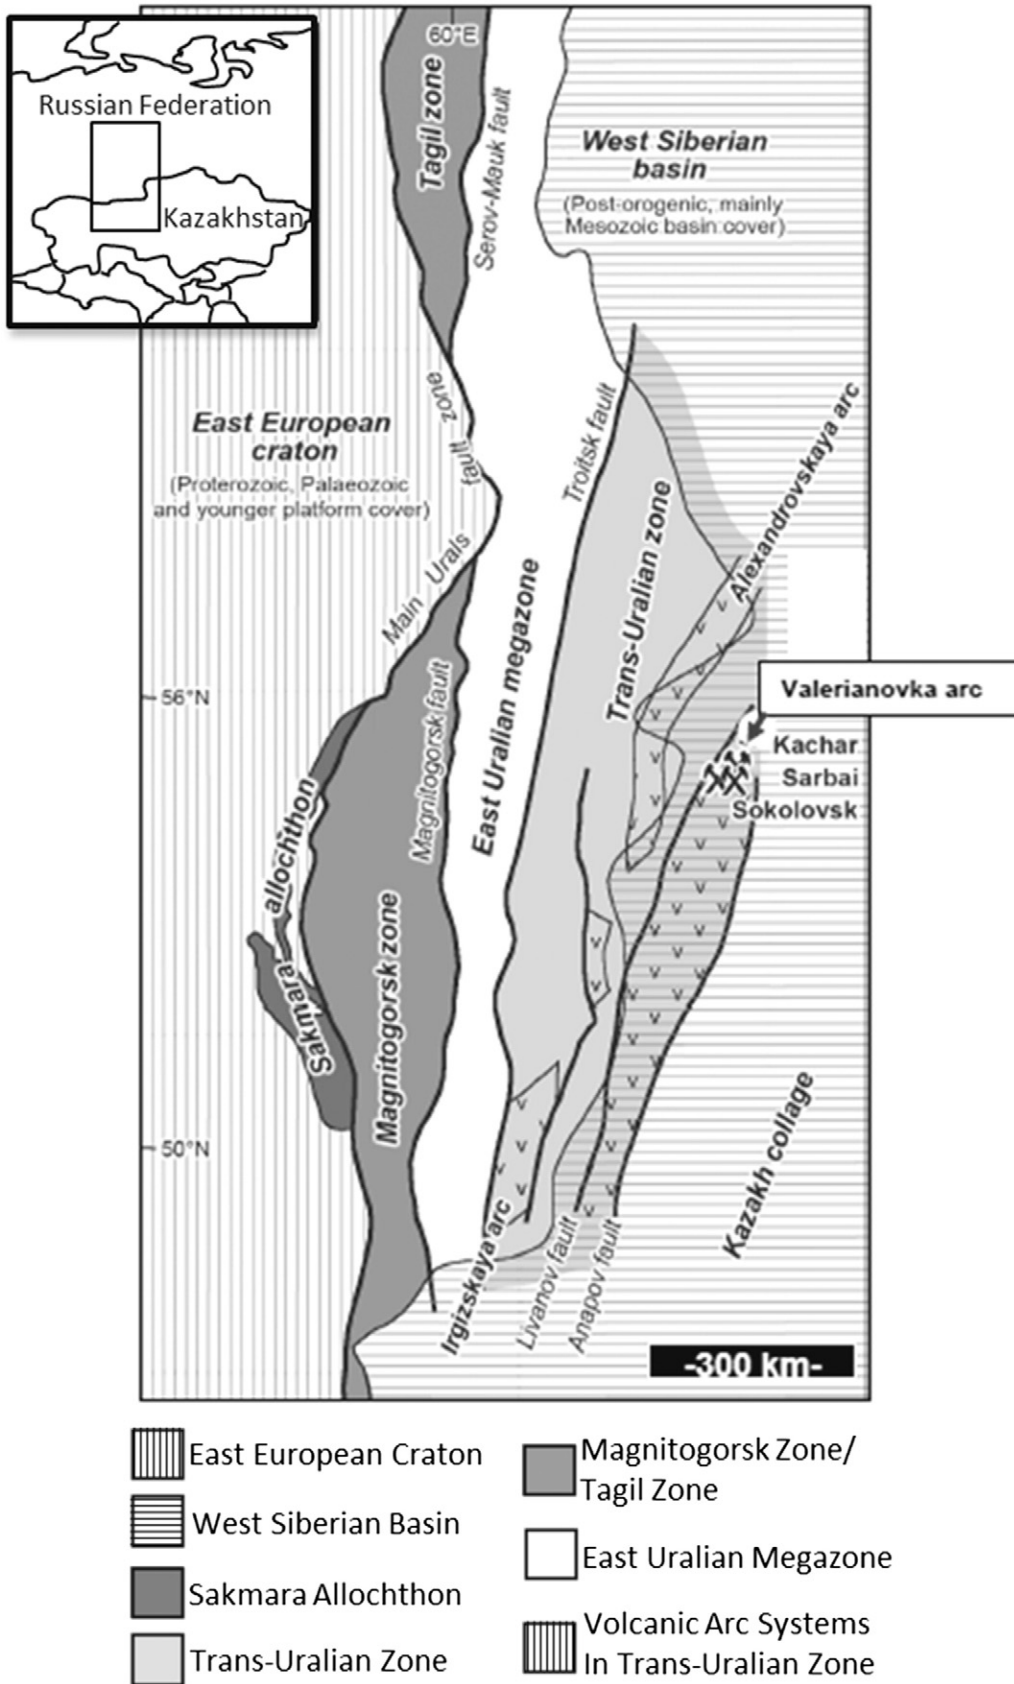 Russian Federation
Kazakhstan
60°E
Tagil zone
Serov-Mauk fault
West Siberian
basin
(Post-orogenic, mainly
Mesozoic basin cover)
East European
craton
(Proterozoic, Palaeozoic
and younger platform cover)
Main Urals fault zone
Troitsk fault
Trans-Uralian zone
Alexandrovskaya arc
56°N
Magnitogorsk fault
East Uralian megazone
Valerianovka arc
Kachar
Sarbai
Sokolovsk
Sakmara allochthon
Magnitogorsk zone
50°N
Kazakh collage
Irgizskaya arc
Livanov fault
Anapov fault
-300 km-
East European Craton
West Siberian Basin
Sakmara Allochthon
Trans-Uralian Zone
Magnitogorsk Zone/
Tagil Zone
East Uralian Megazone
Volcanic Arc Systems
In Trans-Uralian Zone